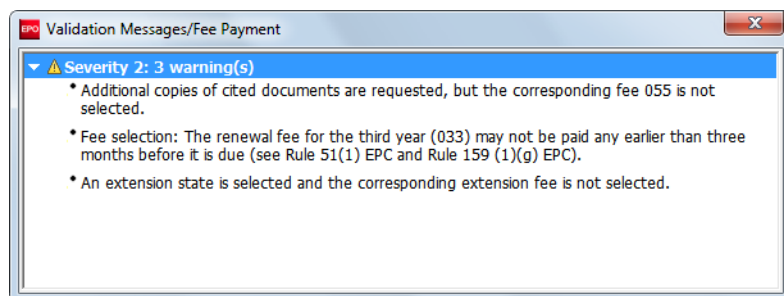 EPO Validation Messages/Fee Payment
Severity 2: 3 warning(s)
• Additional copies of cited documents are requested, but the corresponding fee 055 is not
selected.
• Fee selection: The renewal fee for the third year (033) may not be paid any earlier than three
months before it is due (see Rule 51(1) EPC and Rule 159 (1)(g) EPC).
• An extension state is selected and the corresponding extension fee is not selected.